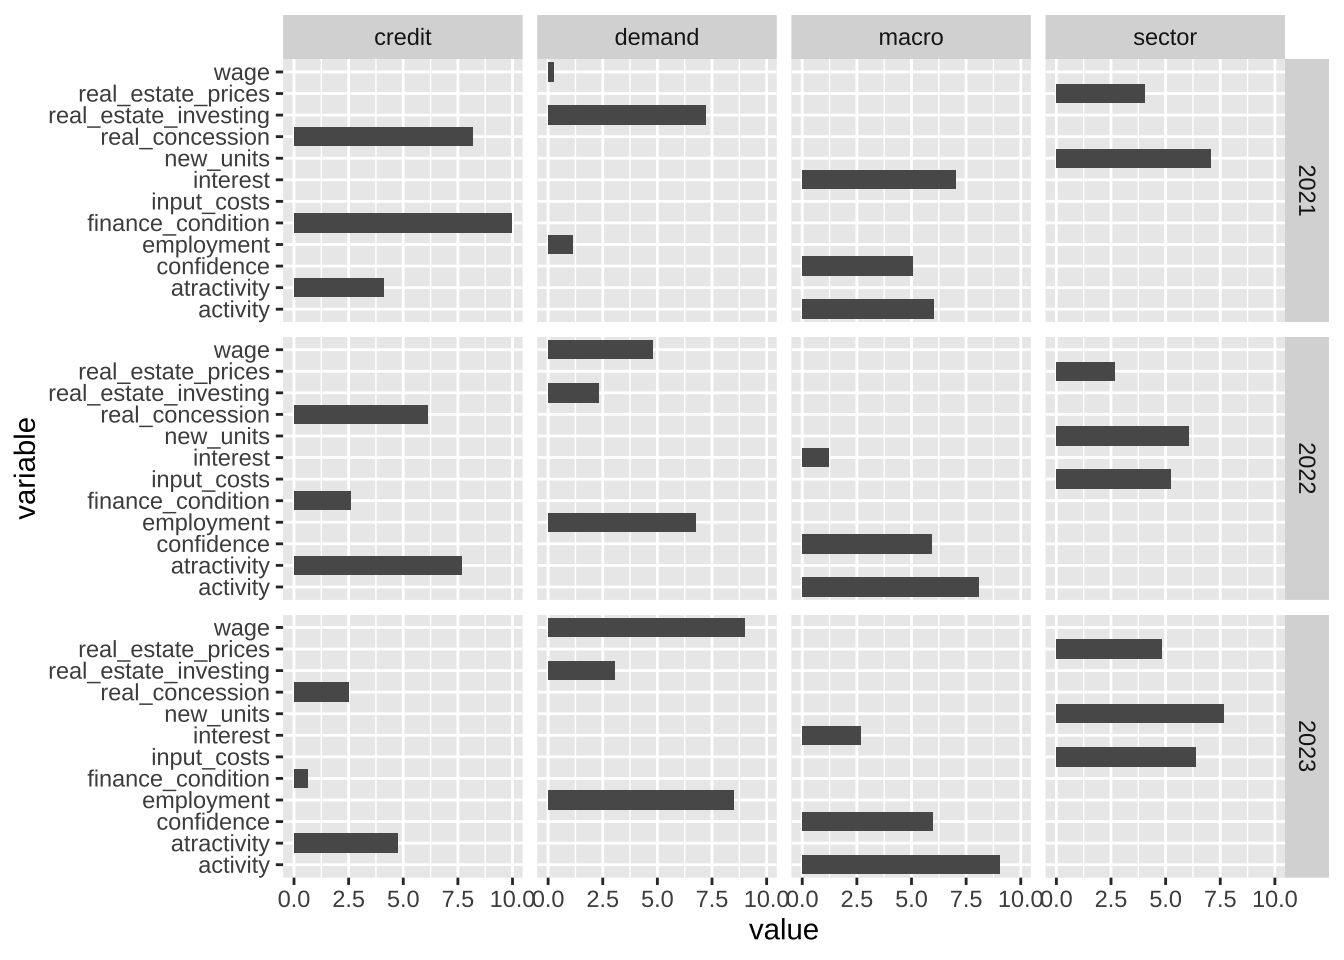 credit demand macro sector
wage
real_estate_prices
real_estate_investing
real_concession
new_units
interest
input_costs
finance_condition
employment
confidence
atractivity
activity
2021
wage
real_estate_prices
real_estate_investing
real_concession
new_units
interest
input_costs
finance_condition
employment
confidence
atractivity
activity
2022
wage
real_estate_prices
real_estate_investing
real_concession
new_units
interest
input_costs
finance_condition
employment
confidence
atractivity
activity
2023
variable
0.0 2.5 5.0 7.5 10.0 0.0 2.5 5.0 7.5 10.0 0.0 2.5 5.0 7.5 10.0 0.0 2.5 5.0 7.5 10.0
value